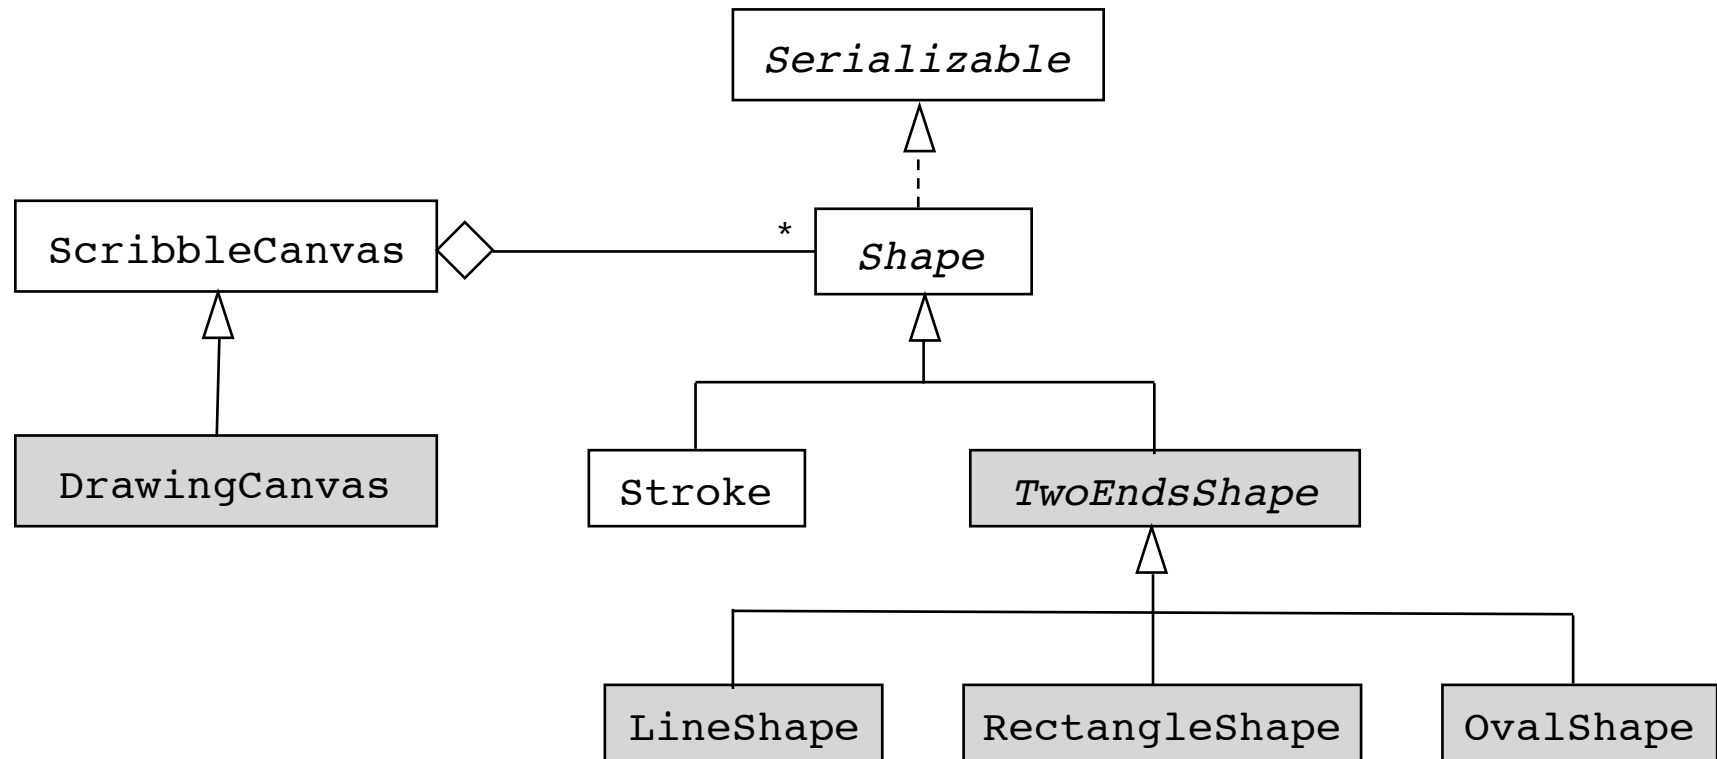 Serializable
ScribbleCanvas
*
Shape
DrawingCanvas
Stroke
TwoEndsShape
LineShape
RectangleShape
OvalShape